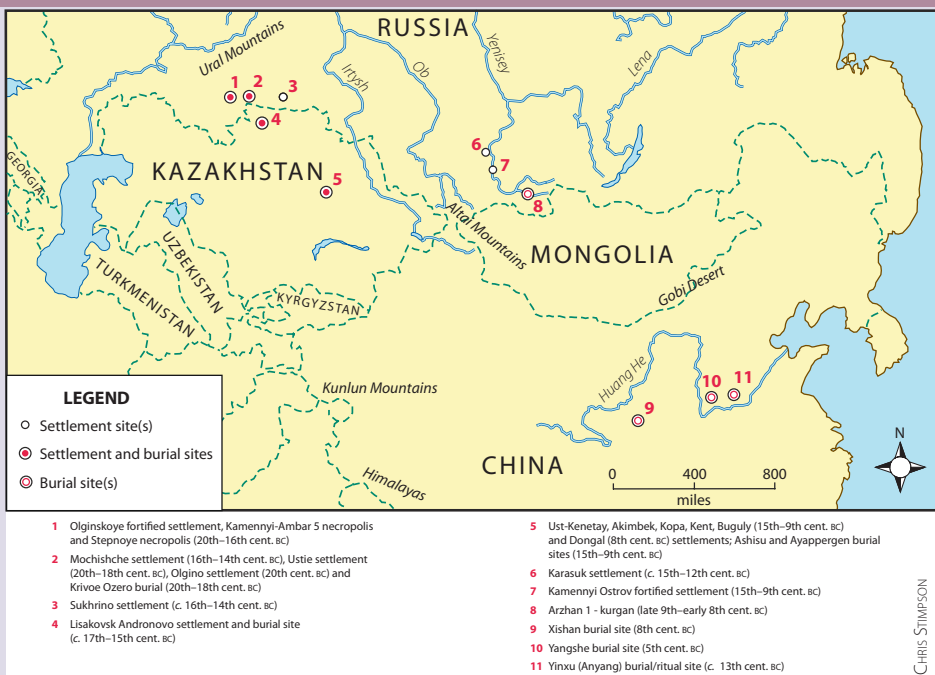 RUSSIA
Ural Mountains
Irtysh
Ob
Yenisey
Lena
1
2
3
4
6
7
GEORGIA
KAZAKHSTAN
5
8
Altai Mountains
MONGOLIA
UZBEKISTAN
TURKMENISTAN
KYRGYZSTAN
Gobi Desert
Kunlun Mountains
Huang He
10
11
9
Himalayas
CHINA
N
0 400 800
miles
LEGEND
Settlement site(s)
Settlement and burial sites
Burial site(s)
1 Olginskoye fortified settlement, Kamennyi-Ambar 5 necropolis
and Stepnoye necropolis (20th–16th cent. BC)
2 Mochishche settlement (16th–14th cent. BC), Ustie settlement
(20th–18th cent. BC), Olgino settlement (20th cent. BC) and
Krivoe Ozero burial (20th–18th cent. BC)
3 Sukhrino settlement (c. 16th–14th cent. BC)
4 Lisakovsk Andronovo settlement and burial site
(c. 17th–15th cent. BC)
5 Ust-Kenetay, Akimbek, Kopa, Kent, Buguly (15th–9th cent. BC)
and Dongal (8th cent. BC) settlements; Ashisu and Ayappergen burial
sites (15th–9th cent. BC)
6 Karasuk settlement (c. 15th–12th cent. BC)
7 Kamennyi Ostrov fortified settlement (15th–9th cent. BC)
8 Arzhan 1 - kurgan (late 9th–early 8th cent. BC)
9 Xishan burial site (8th cent. BC)
10 Yangshe burial site (5th cent. BC)
11 Yinxu (Anyang) burial/ritual site (c. 13th cent. BC)
CHRIS STIMPSON